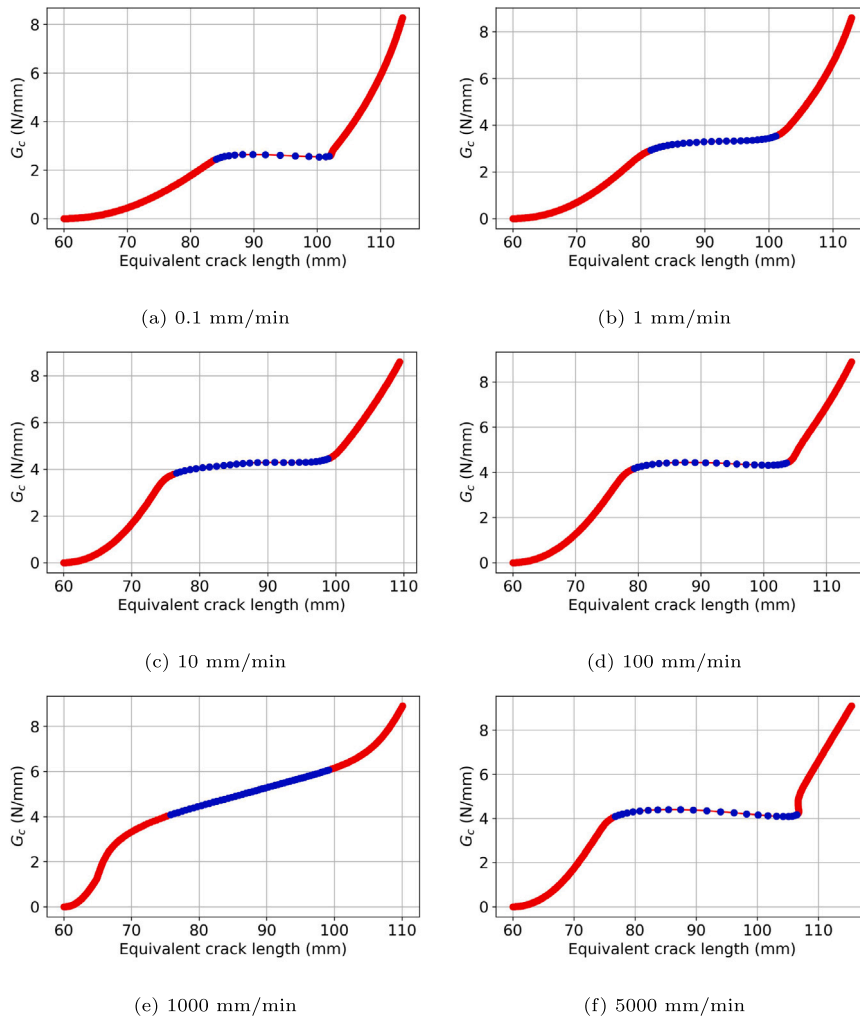 8
6
4
2
0
G_c (N/mm)
60 70 80 90 100 110
Equivalent crack length (mm)
(a) 0.1 mm/min
8
6
4
2
0
G_c (N/mm)
60 70 80 90 100 110
Equivalent crack length (mm)
(b) 1 mm/min
8
6
4
2
0
G_c (N/mm)
60 70 80 90 100 110
Equivalent crack length (mm)
(c) 10 mm/min
8
6
4
2
0
G_c (N/mm)
60 70 80 90 100 110
Equivalent crack length (mm)
(d) 100 mm/min
8
6
4
2
0
G_c (N/mm)
60 70 80 90 100 110
Equivalent crack length (mm)
(e) 1000 mm/min
8
6
4
2
0
G_c (N/mm)
60 70 80 90 100 110
Equivalent crack length (mm)
(f) 5000 mm/min